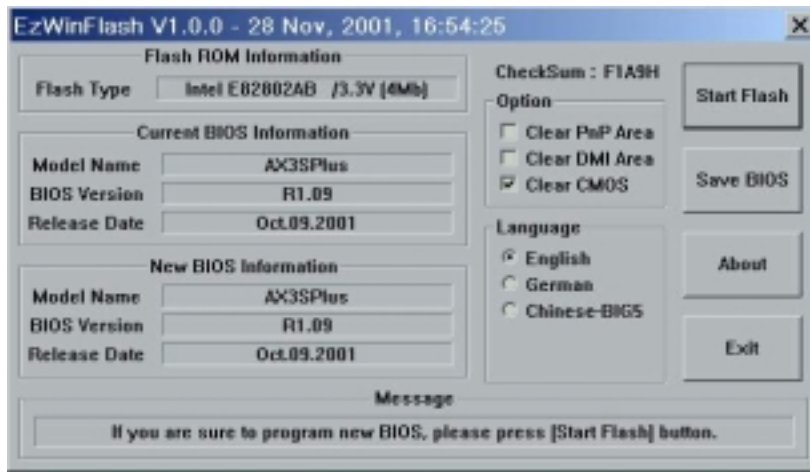 EzWinFlash V1.0.0 - 28 Nov, 2001, 16:54:25
Flash ROM Information
Flash Type Intel E82802AB /3.3V (4Mb)
Current BIOS Information
Model Name AX3SPlus
BIOS Version R1.09
Release Date Oct.09.2001
New BIOS Information
Model Name AX3SPlus
BIOS Version R1.09
Release Date Oct.09.2001
CheckSum : F1A9H
Option
Clear PnP Area
Clear DMI Area
Clear CMOS
Language
English
German
Chinese-BIG5
Start Flash
Save BIOS
About
Exit
Message
If you are sure to program new BIOS, please press [Start Flash] button.